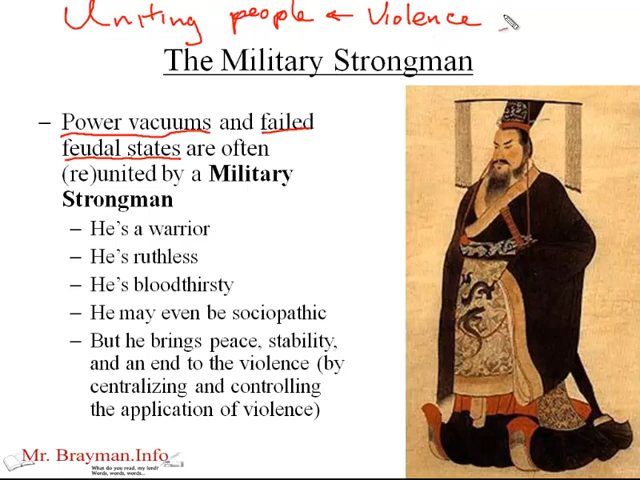 Uniting people ← Violence
The Military Strongman
– Power vacuums and failed
feudal states are often
(re)united by a Military
Strongman
– He's a warrior
– He's ruthless
– He's bloodthirsty
– He may even be sociopathic
– But he brings peace, stability,
and an end to the violence (by
centralizing and controlling
the application of violence)
Mr. Brayman.Info
What do you read, my lord?
Words, words, words...